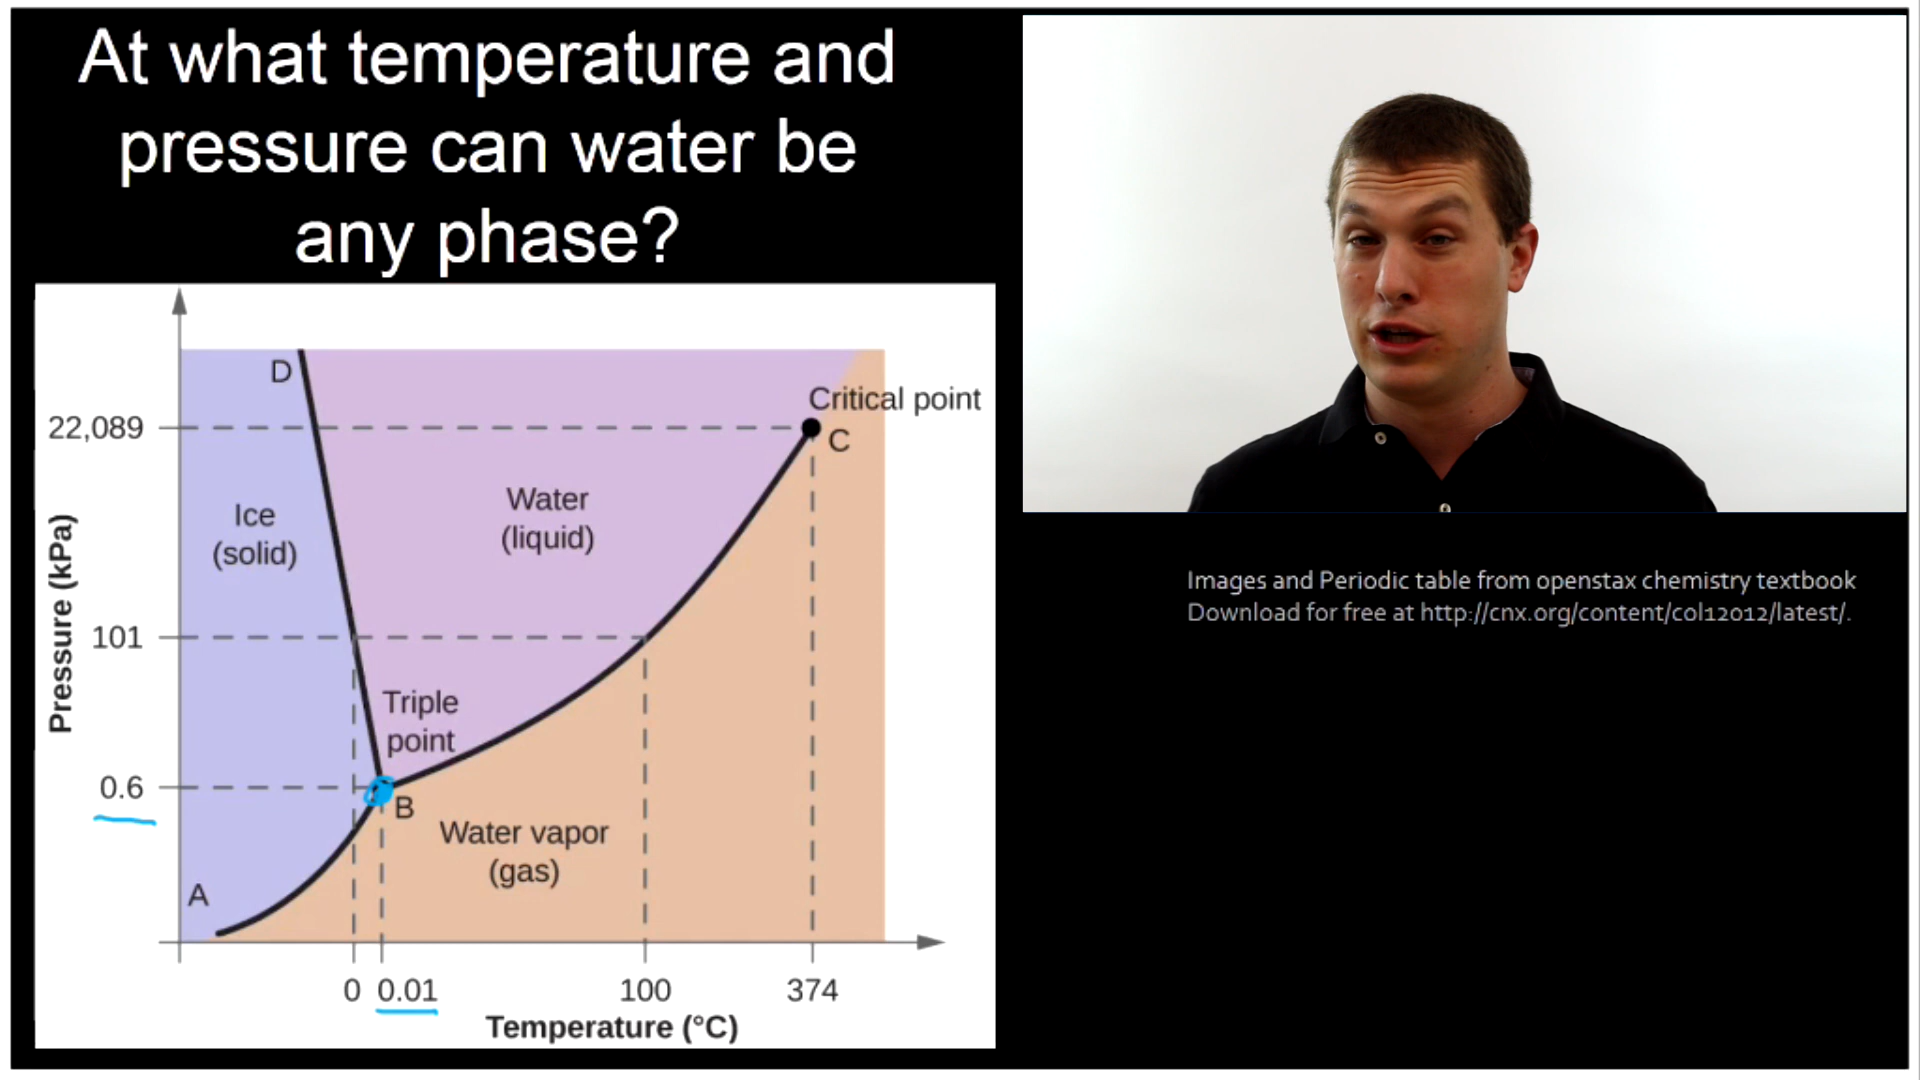 At what temperature and
pressure can water be
any phase?
D
Critical point
22,089
C
Water
(liquid)
Ice
(solid)
Pressure (kPa)
101
Triple
point
0.6
B
Water vapor
(gas)
A
0 0.01 100 374
Temperature (°C)
Images and Periodic table from openstax chemistry textbook
Download for free at http://cnx.org/content/col12012/latest/.